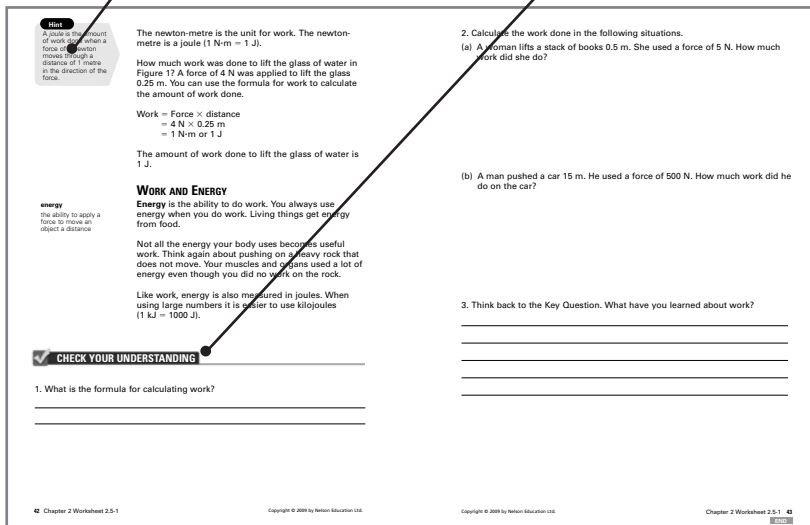 Hint
A joule is the amount
of work done when a
force of 1 newton
moves through a
distance of 1 metre
in the direction of the
force.
The newton-metre is the unit for work. The newton-
metre is a joule (1 N·m = 1 J).
How much work was done to lift the glass of water in
Figure 1? A force of 4 N was applied to lift the glass
0.25 m. You can use the formula for work to calculate
the amount of work done.
Work = Force × distance
= 4 N × 0.25 m
= 1 N·m or 1 J
The amount of work done to lift the glass of water is
1 J.
WORK AND ENERGY
energy
the ability to apply a
force to move an
object a distance
Energy is the ability to do work. You always use
energy when you do work. Living things get energy
from food.
Not all the energy your body uses becomes useful
work. Think again about pushing on a heavy rock that
does not move. Your muscles and organs used a lot of
energy even though you did no work on the rock.
Like work, energy is also measured in joules. When
using large numbers it is easier to use kilojoules
(1 kJ = 1000 J).
CHECK YOUR UNDERSTANDING
1. What is the formula for calculating work?
42 Chapter 2 Worksheet 2.5-1
Copyright © 2009 by Nelson Education Ltd.
2. Calculate the work done in the following situations.
(a) A woman lifts a stack of books 0.5 m. She used a force of 5 N. How much
work did she do?
(b) A man pushed a car 15 m. He used a force of 500 N. How much work did he
do on the car?
3. Think back to the Key Question. What have you learned about work?
Copyright © 2009 by Nelson Education Ltd.
Chapter 2 Worksheet 2.5-1 43
END